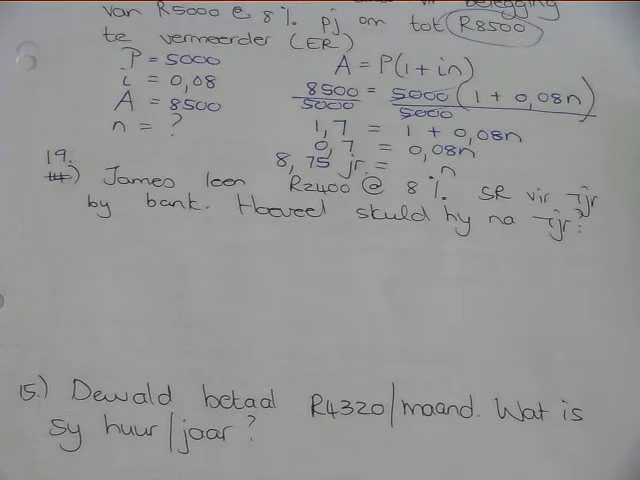 van R5000 @ 8% pj om tot R8500
te vermeerder (ER)
P = 5000
i = 0,08
A = 8500
n = ?
A = P(1 + in)
8500/5000 = 5000/5000 (1 + 0,08n)
1,7 = 1 + 0,08n
0,7 = 0,08n
8,75 jr. = n
19.
) James leen R2400 @ 8% SR vir 7jr
by bank. Hoeveel skuld hy na 7jr?
15.) Dewald betaal R4320/maand. Wat is
sy huur/jaar?